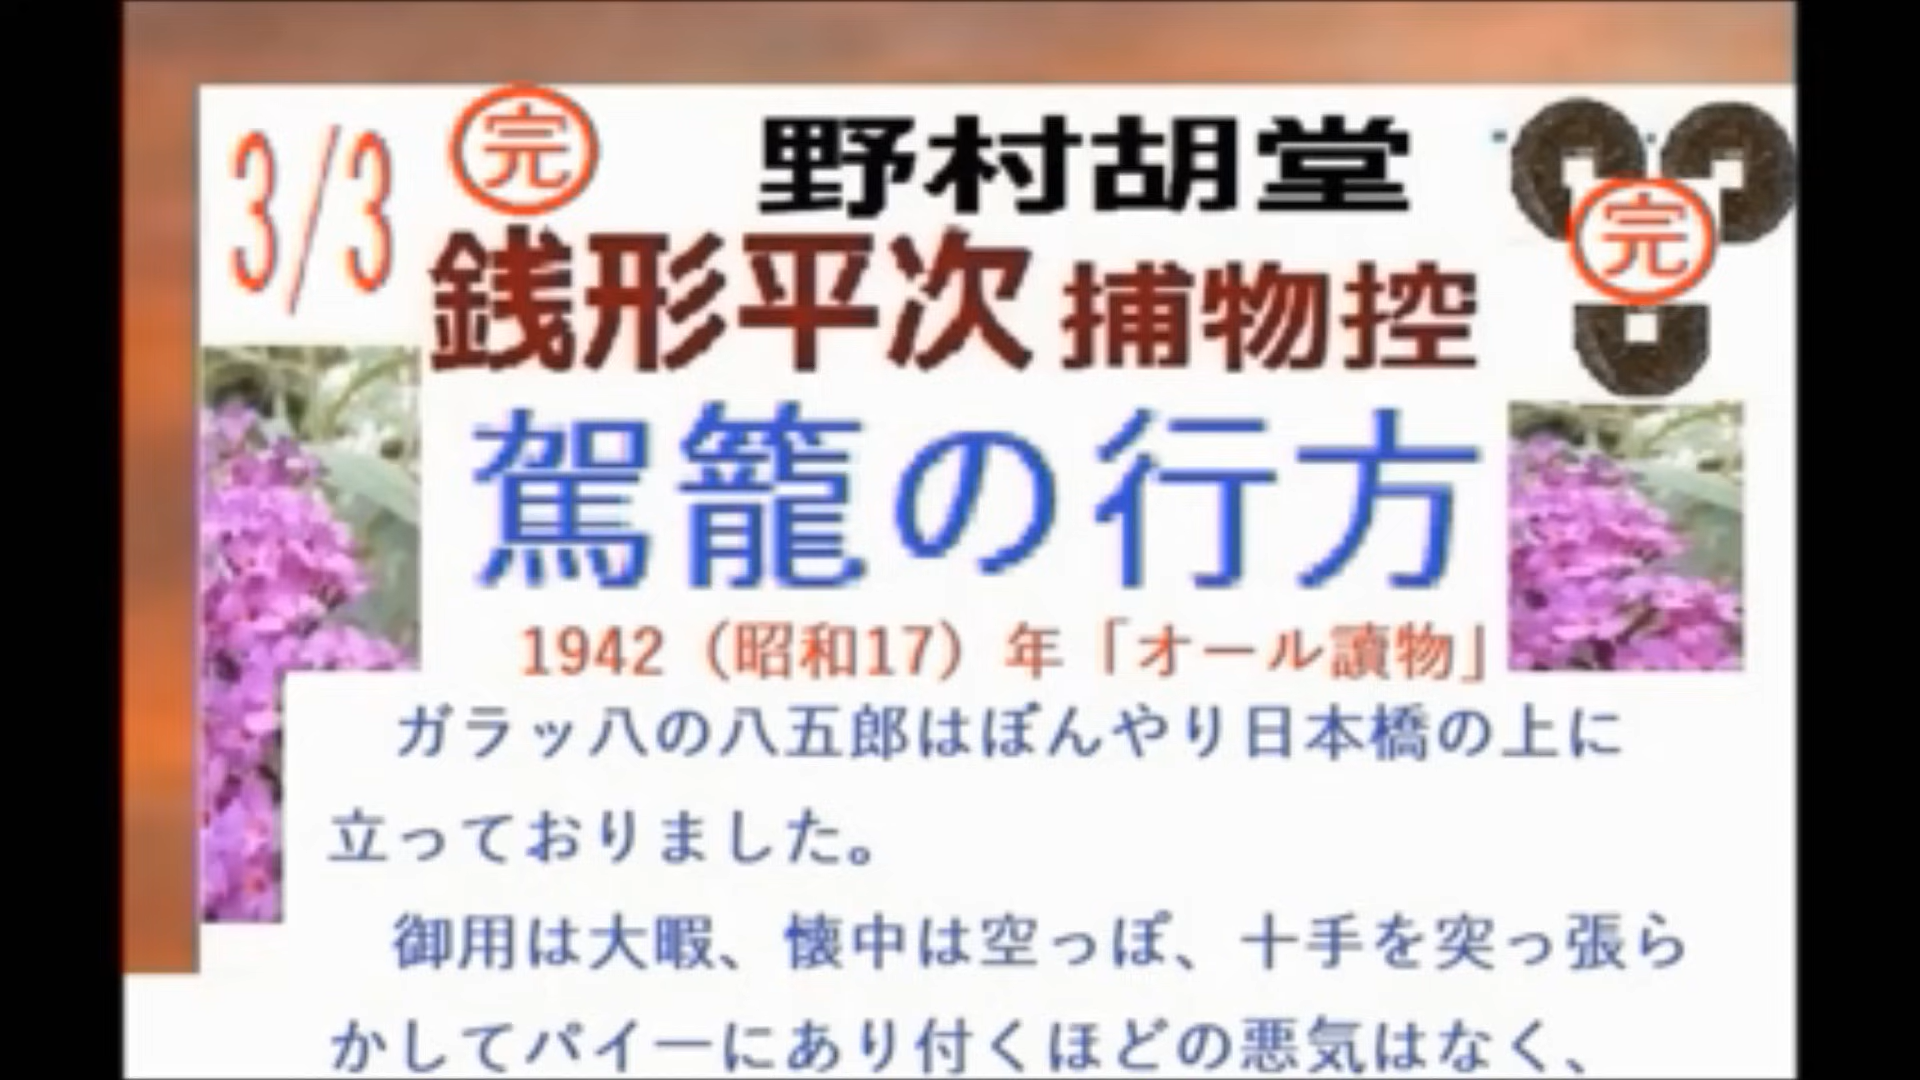 3/3
完
野村胡堂
完
銭形平次 捕物控
駕籠の行方
1942（昭和17）年「オール讀物」
ガラッ八の八五郎はぼんやり日本橋の上に
立っておりました。
御用は大暇、懐中は空っぽ、十手を突っ張ら
かしてパイ一にあり付くほどの悪気はなく、